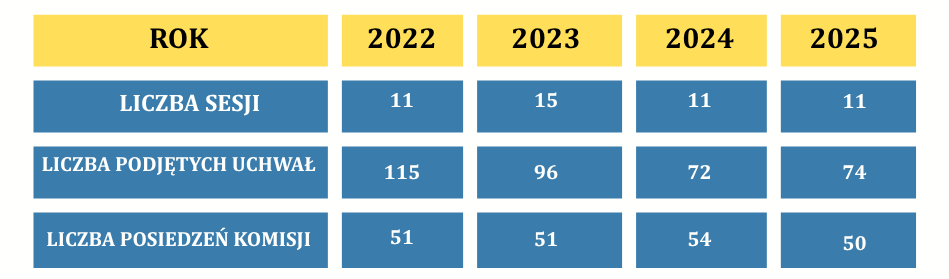 ROK 2022 2023 2024 2025
LICZBA SESJI 11 15 11 11
LICZBA PODJĘTYCH UCHWAŁ 115 96 72 74
LICZBA POSIEDZEŃ KOMISJI 51 51 54 50